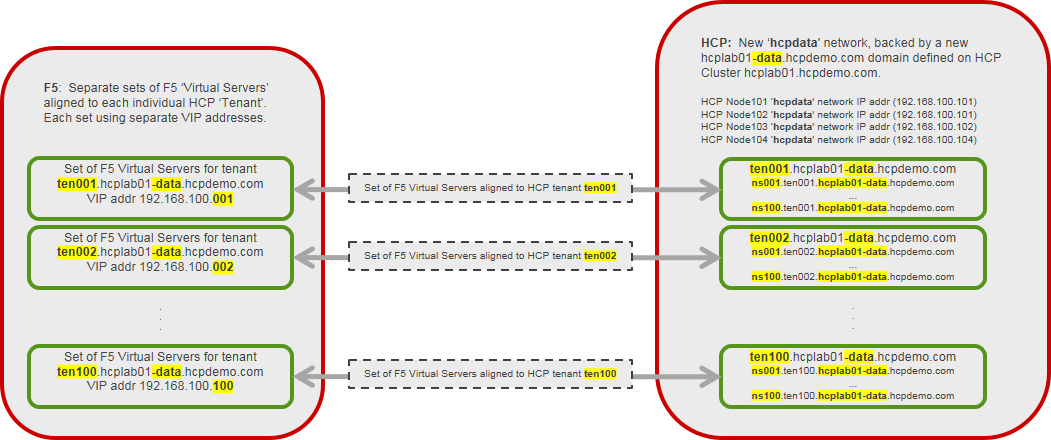 F5:  Separate sets of F5 'Virtual Servers'
aligned to each individual HCP 'Tenant'.
Each set using separate VIP addresses.
Set of F5 Virtual Servers for tenant
ten001.hcplab01-data.hcpdemo.com
VIP addr 192.168.100.001
Set of F5 Virtual Servers for tenant
ten002.hcplab01-data.hcpdemo.com
VIP addr 192.168.100.002
.
.
.
Set of F5 Virtual Servers for tenant
ten100.hcplab01-data.hcpdemo.com
VIP addr 192.168.100.100
Set of F5 Virtual Servers aligned to HCP tenant ten001
Set of F5 Virtual Servers aligned to HCP tenant ten002
Set of F5 Virtual Servers aligned to HCP tenant ten100
HCP:  New 'hcpdata' network, backed by a new
hcplab01-data.hcpdemo.com domain defined on HCP
Cluster hcplab01.hcpdemo.com.
HCP Node101 'hcpdata' network IP addr (192.168.100.101)
HCP Node102 'hcpdata' network IP addr (192.168.100.101)
HCP Node103 'hcpdata' network IP addr (192.168.100.102)
HCP Node104 'hcpdata' network IP addr (192.168.100.104)
ten001.hcplab01-data.hcpdemo.com
ns001.ten001.hcplab01-data.hcpdemo.com
...
ns100.ten001.hcplab01-data.hcpdemo.com
ten002.hcplab01-data.hcpdemo.com
ns001.ten002.hcplab01-data.hcpdemo.com
...
ns100.ten002.hcplab01-data.hcpdemo.com
.
.
.
ten100.hcplab01-data.hcpdemo.com
ns001.ten100.hcplab01-data.hcpdemo.com
...
ns100.ten100.hcplab01-data.hcpdemo.com